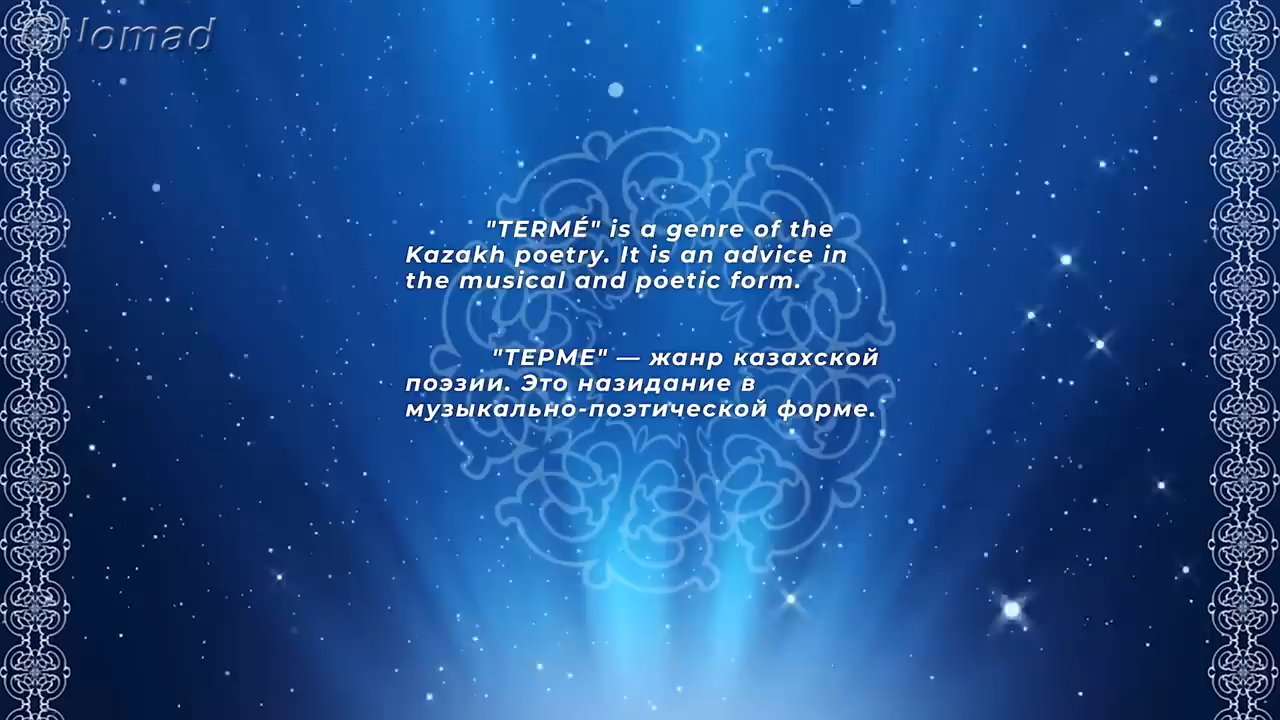 Nomad
"TERMÉ" is a genre of the
Kazakh poetry. It is an advice in
the musical and poetic form.
"ТЕРМЕ" — жанр казахской
поэзии. Это назидание в
музыкально-поэтической форме.